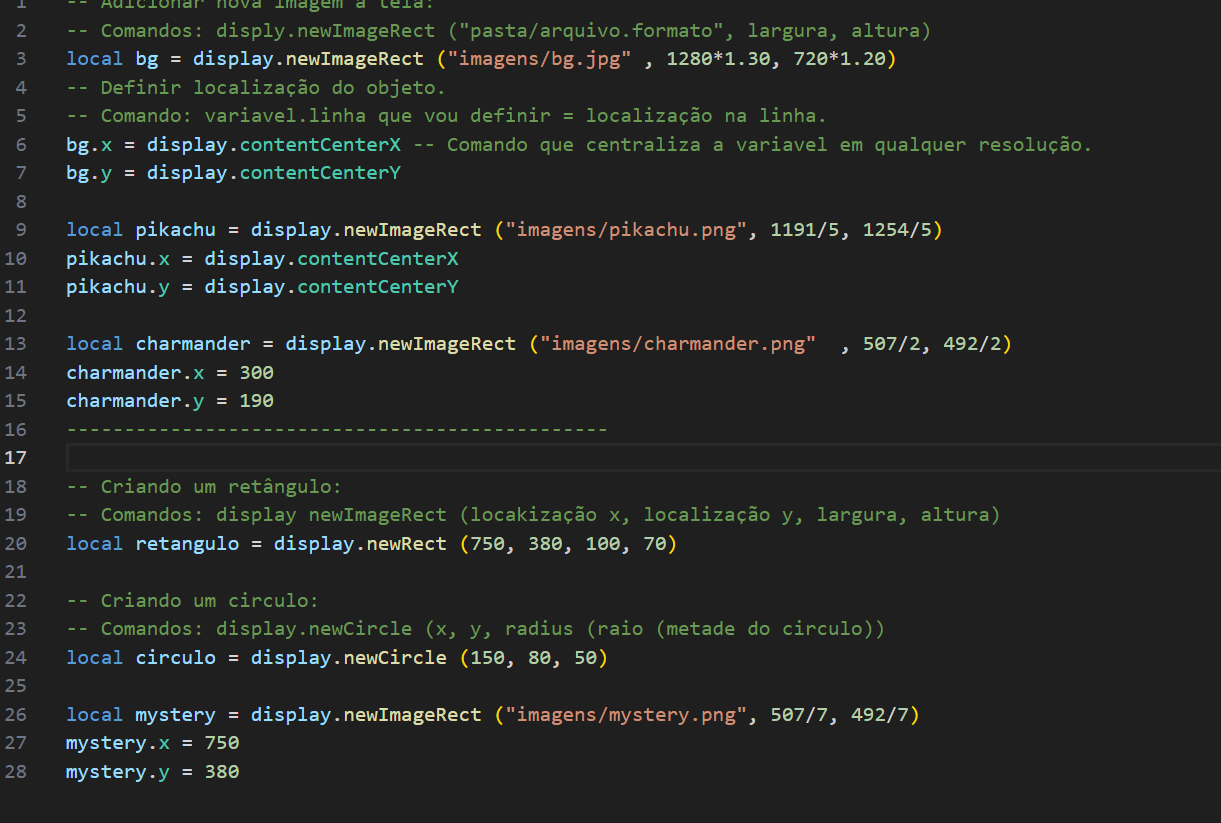 1 -- Adicionar nova imagem a tela:
2 -- Comandos: disply.newImageRect ("pasta/arquivo.formato", largura, altura)
3 local bg = display.newImageRect ("imagens/bg.jpg" , 1280*1.30, 720*1.20)
4 -- Definir localização do objeto.
5 -- Comando: variavel.linha que vou definir = localização na linha.
6 bg.x = display.contentCenterX -- Comando que centraliza a variavel em qualquer resolução.
7 bg.y = display.contentCenterY
8
9 local pikachu = display.newImageRect ("imagens/pikachu.png", 1191/5, 1254/5)
10 pikachu.x = display.contentCenterX
11 pikachu.y = display.contentCenterY
12
13 local charmander = display.newImageRect ("imagens/charmander.png"  , 507/2, 492/2)
14 charmander.x = 300
15 charmander.y = 190
16 -----------------------------------------------
17
18 -- Criando um retângulo:
19 -- Comandos: display newImageRect (locakização x, localização y, largura, altura)
20 local retangulo = display.newRect (750, 380, 100, 70)
21
22 -- Criando um circulo:
23 -- Comandos: display.newCircle (x, y, radius (raio (metade do circulo))
24 local circulo = display.newCircle (150, 80, 50)
25
26 local mystery = display.newImageRect ("imagens/mystery.png", 507/7, 492/7)
27 mystery.x = 750
28 mystery.y = 380